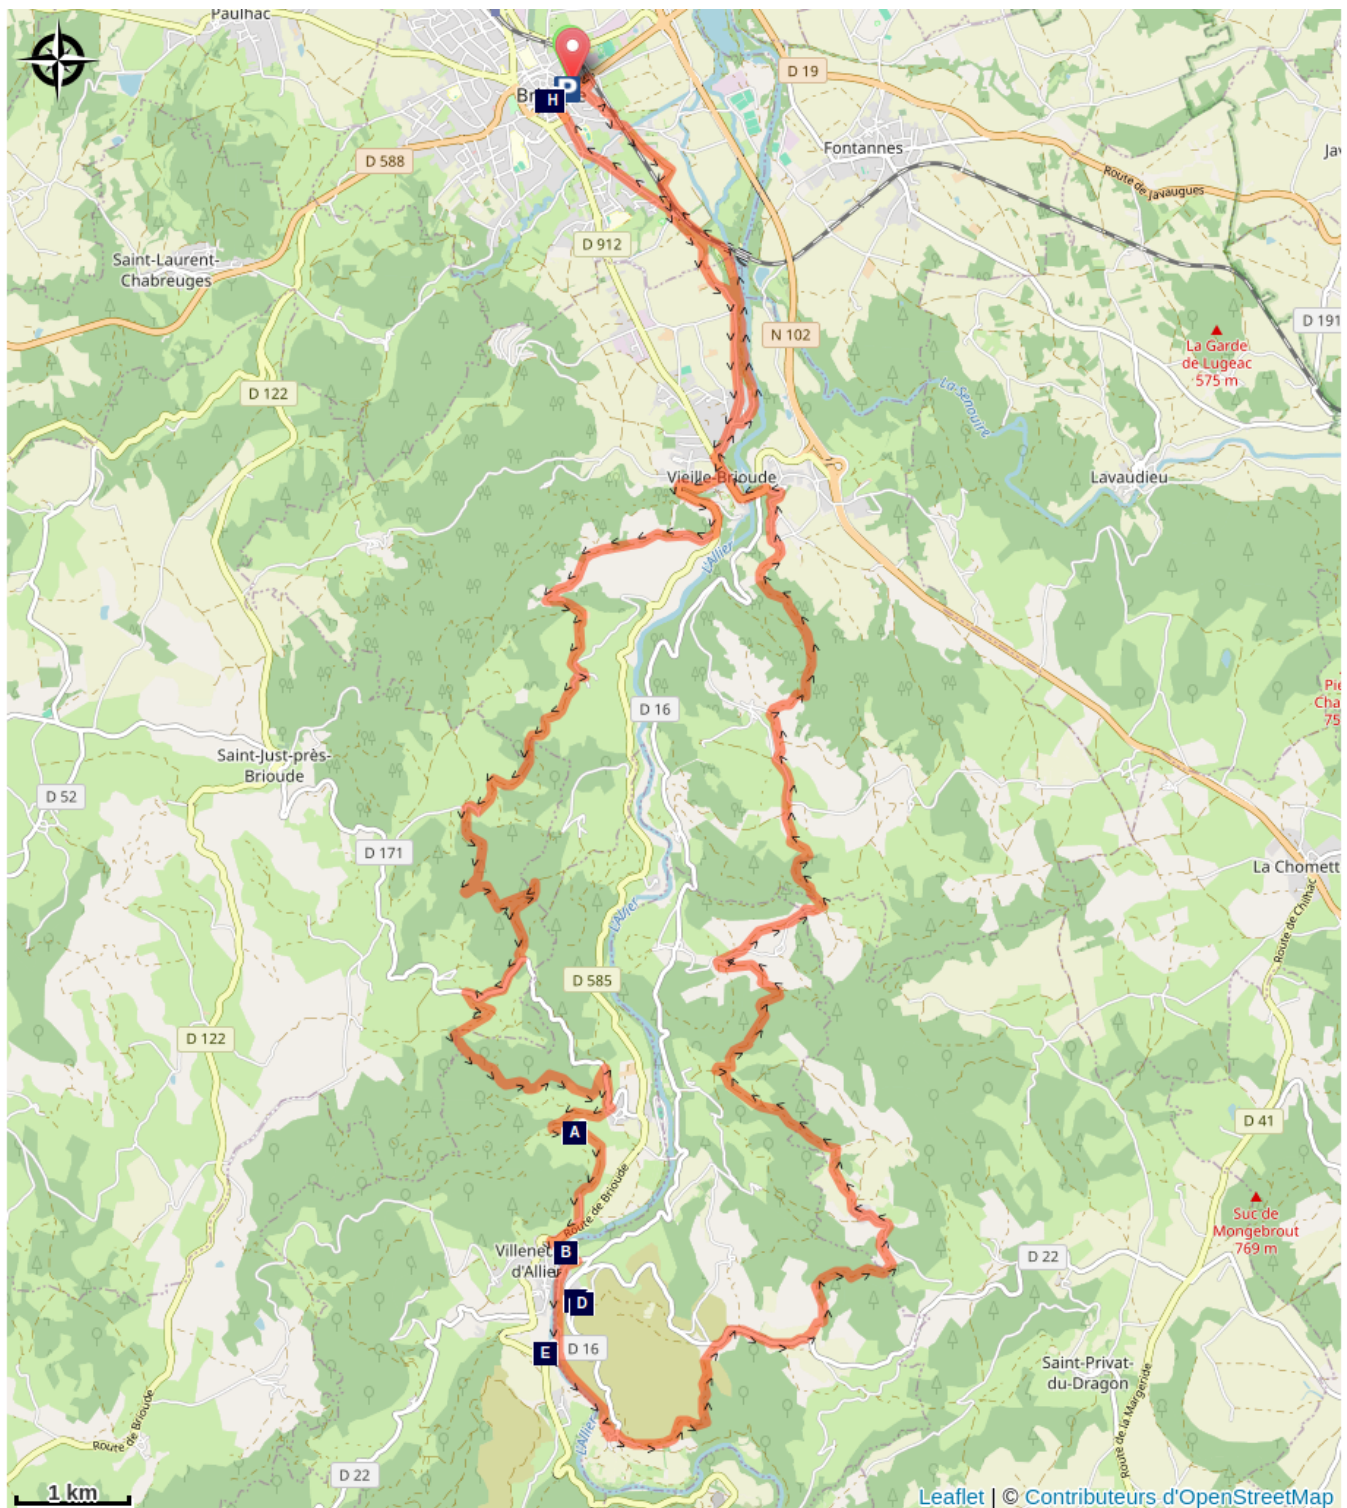 Paulhac
D 19
P
H
Fontannes
D 588
Route de Javaugues
D 912
Saint-Laurent-
Chabreuges
D 191
N 102
La Garde
de Lugeac
575 m
D 122
La Senouire
Vieille-Brioude
Lavaudieu
L'Allier
D 16
Saint-Just-près-
Brioude
D 52
D 171
La Chomett
Route de Chilhac
L'Allier
D 585
D 122
D 41
A
Route de Brioude
Suc de
Mongebrout
769 m
B
d'Allier
D 22
D
E
D 16
Saint-Privat-
du-Dragon
Route de la Margeride
Route de Brioude
L'Allier
D 22
1 km
Leaflet | © Contributeurs d'OpenStreetMap